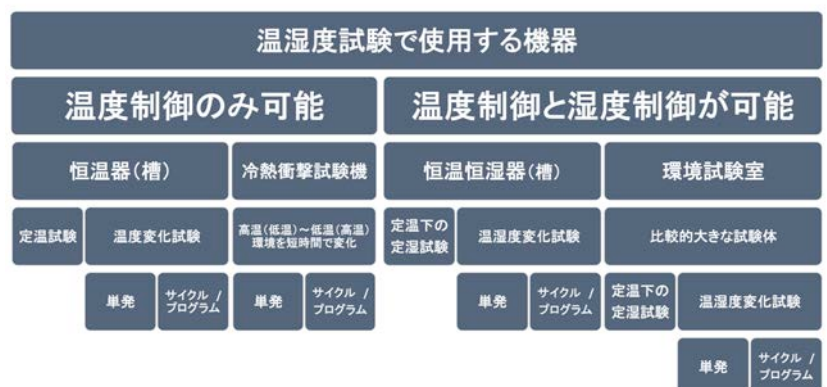 温湿度試験で使用する機器
温度制御のみ可能
温度制御と湿度制御が可能
恒温器(槽)
冷熱衝撃試験機
恒温恒湿器(槽)
環境試験室
定温試験
温度変化試験
高温(低温)～低温(高温)
環境を短時間で変化
定温下の
定湿試験
温湿度変化試験
比較的大きな試験体
単発
サイクル /
プログラム
単発
サイクル /
プログラム
単発
サイクル /
プログラム
定温下の
定湿試験
温湿度変化試験
単発
サイクル /
プログラム